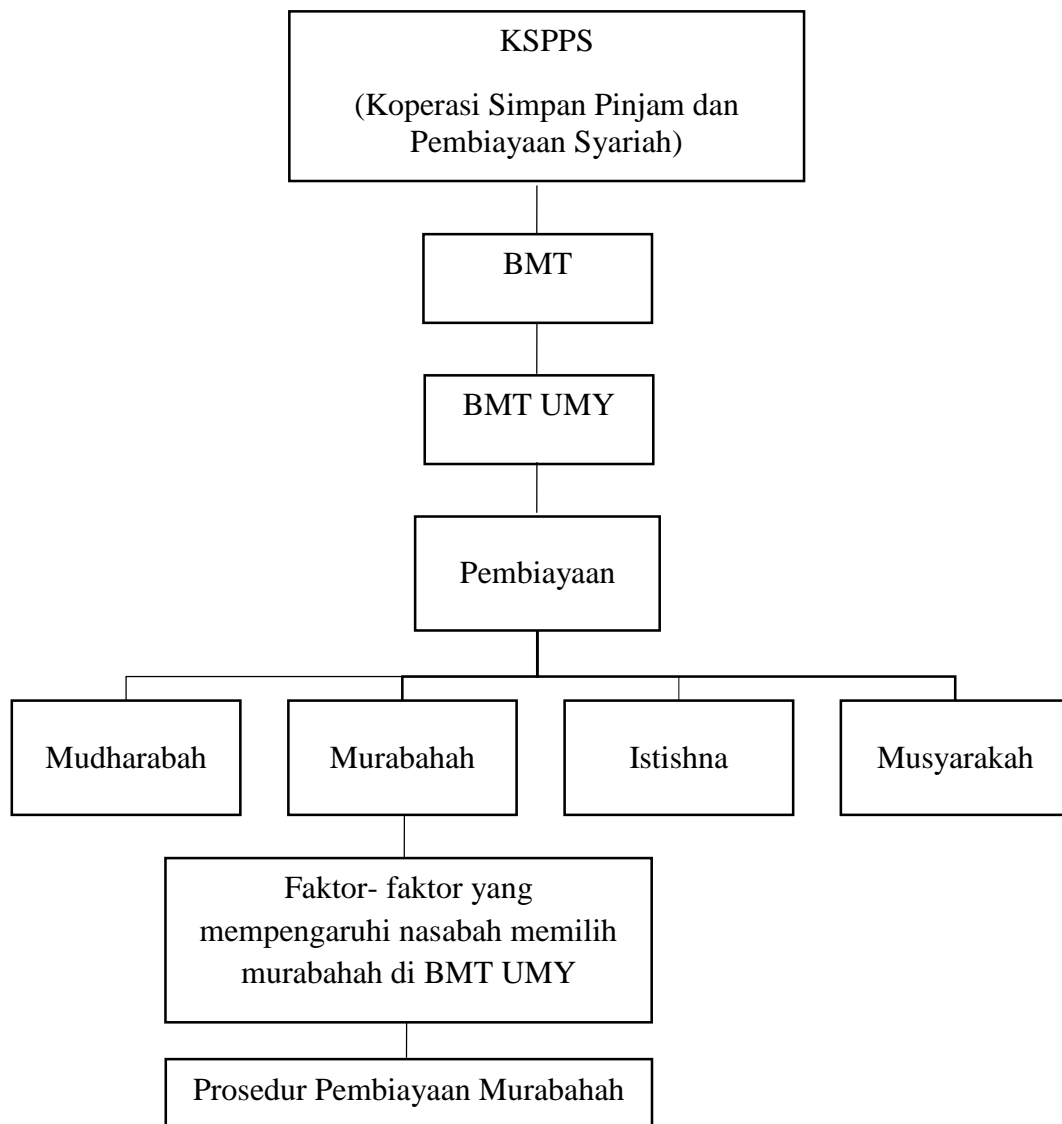 KSPPS
(Koperasi Simpan Pinjam dan
Pembiayaan Syariah)
BMT
BMT UMY
Pembiayaan
Mudharabah
Murabahah
Istishna
Musyarakah
Faktor- faktor yang
mempengaruhi nasabah memilih
murabahah di BMT UMY
Prosedur Pembiayaan Murabahah